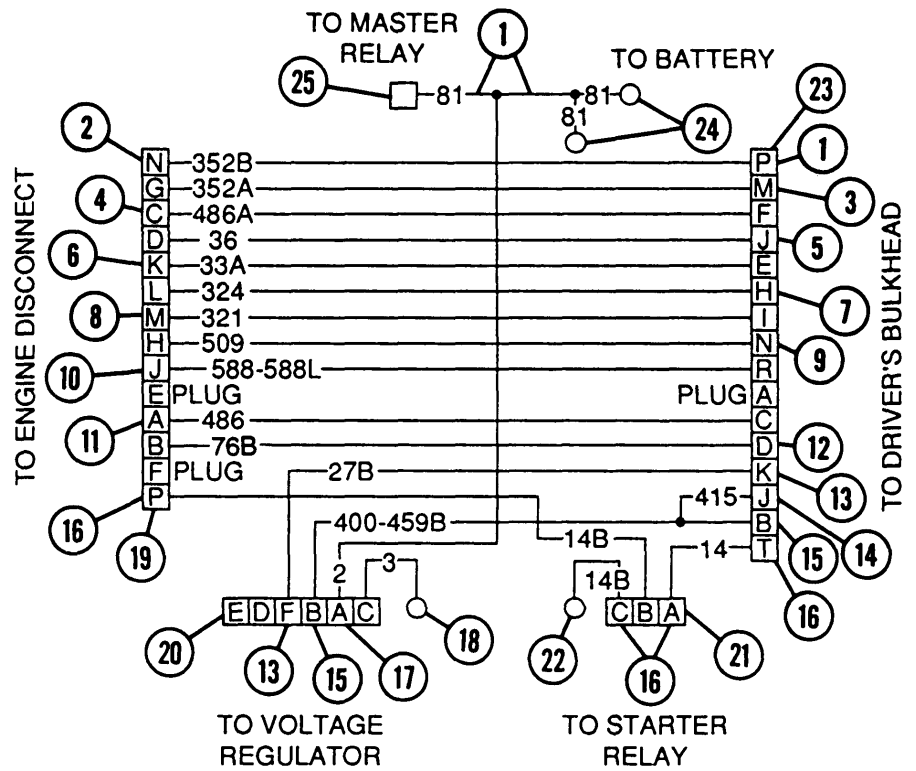 TO MASTER
RELAY
1
TO BATTERY
25
81
81
81
24
23
2
N
352B
P
1
G
352A
M
3
4
C
486A
F
D
36
J
5
6
K
33A
E
L
324
H
7
8
M
321
I
H
509
N
9
10
J
588-588L
R
E
PLUG
PLUG
A
11
A
486
C
B
76B
D
12
F
PLUG
27B
K
13
16
P
415
J
14
19
400-459B
B
15
14B
14
T
16
2
3
14B
20
E D F B A C
18
22
C B A
21
13
15
17
16
TO VOLTAGE
REGULATOR
TO STARTER
RELAY
TO ENGINE DISCONNECT
TO DRIVER'S BULKHEAD